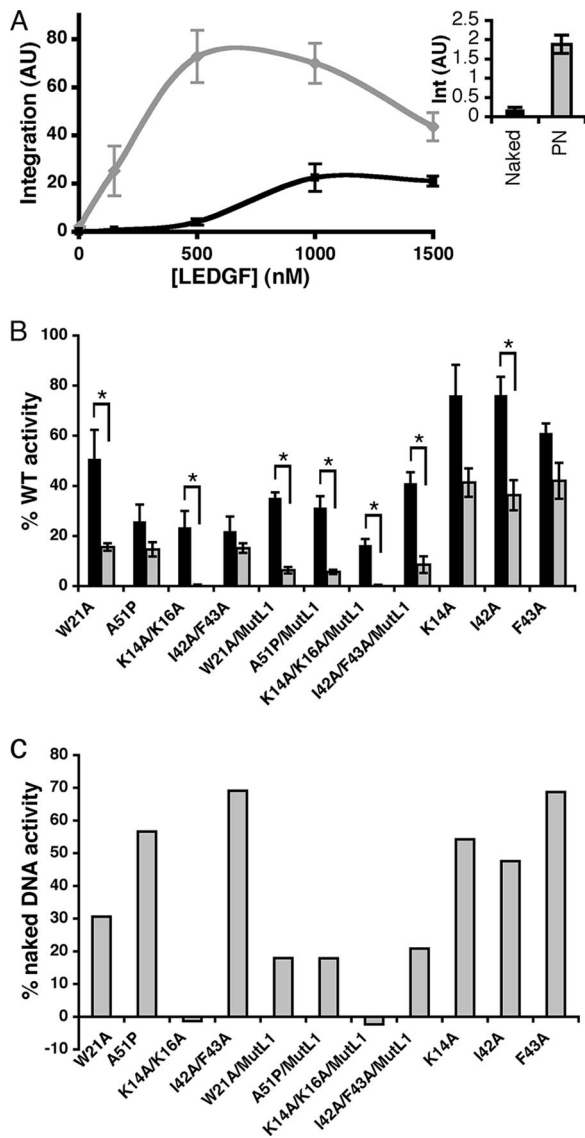 A
Integration (AU)
80
60
40
20
0
0 500 1000 1500
[LEDGF] (nM)
Int (AU)
2.5
2
1.5
1
0.5
0
Naked
PN
B
% WT activity
100
80
60
40
20
0
* * * * * * *
W21A
A51P
K14A/K16A
I42A/F43A
W21A/MutL1
A51P/MutL1
K14A/K16A/MutL1
I42A/F43A/MutL1
K14A
I42A
F43A
C
% naked DNA activity
80
70
60
50
40
30
20
10
0
-10
W21A
A51P
K14A/K16A
I42A/F43A
W21A/MutL1
A51P/MutL1
K14A/K16A/MutL1
I42A/F43A/MutL1
K14A
I42A
F43A